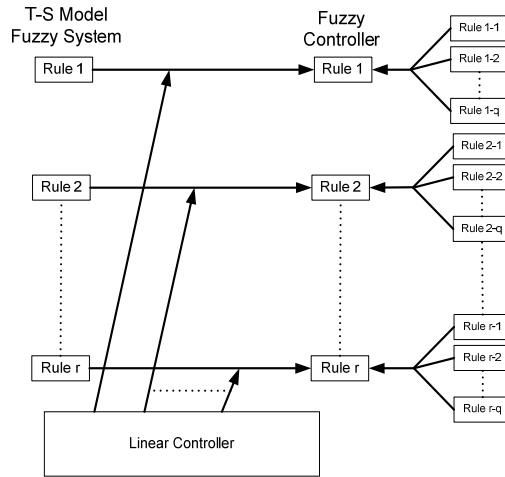 T-S Model
Fuzzy System
Fuzzy
Controller
Rule 1
Rule 1
Rule 1-1
Rule 1-2
Rule 1-q
Rule 2
Rule 2
Rule 2-1
Rule 2-2
Rule 2-q
Rule r
Rule r
Rule r-1
Rule r-2
Rule r-q
Linear Controller